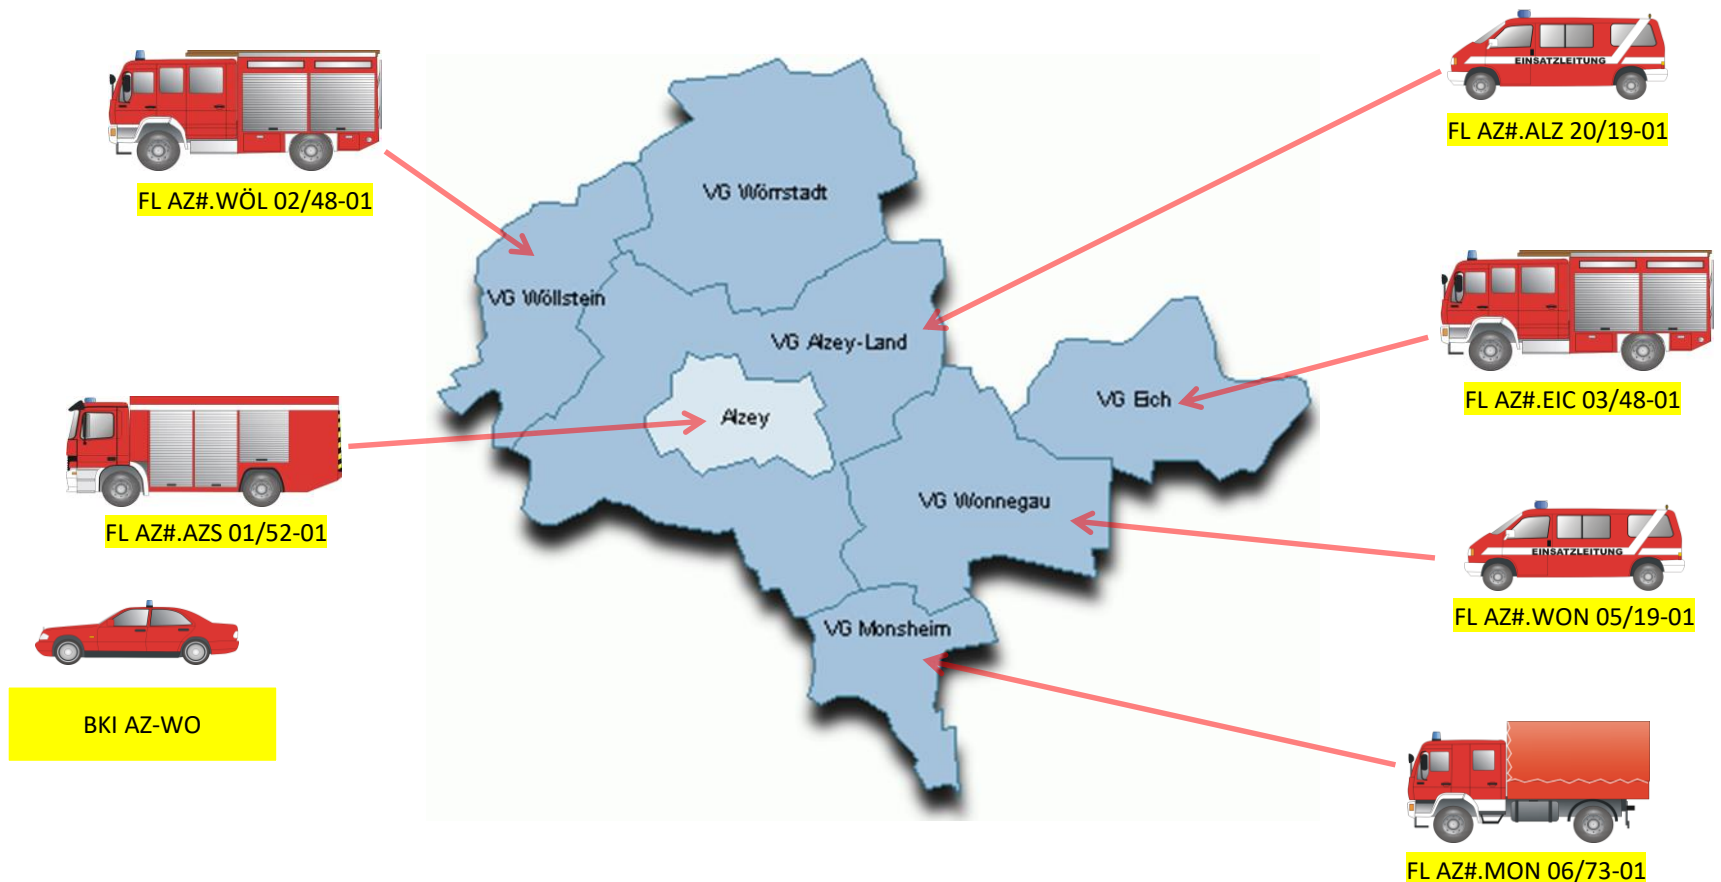 EINSATZLEITUNG
FL AZ#.ALZ 20/19-01
FL AZ#.WÖL 02/48-01
VG Wörrstadt
VG Wöllstein
VG Alzey-Land
VG Eich
FL AZ#.EIC 03/48-01
Alzey
VG Wonnegau
FL AZ#.AZS 01/52-01
EINSATZLEITUNG
FL AZ#.WON 05/19-01
VG Monsheim
BKI AZ-WO
FL AZ#.MON 06/73-01